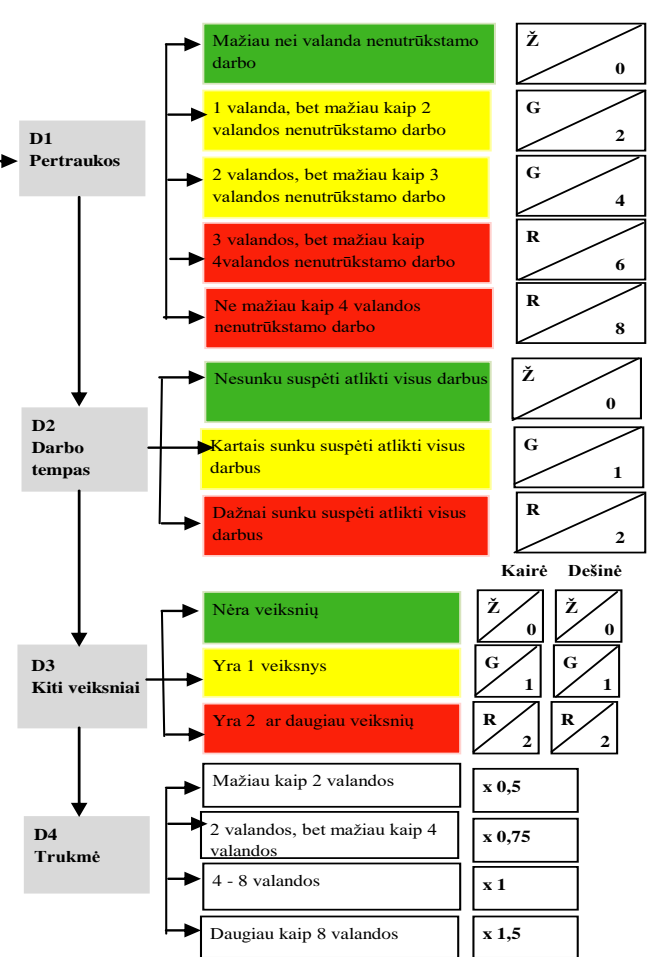 D1
Pertraukos
Mažiau nei valanda nenutrūkstamo
darbo
Ž
0
1 valanda, bet mažiau kaip 2
valandos nenutrūkstamo darbo
G
2
2 valandos, bet mažiau kaip 3
valandos nenutrūkstamo darbo
G
4
3 valandos, bet mažiau kaip
4valandos nenutrūkstamo darbo
R
6
Ne mažiau kaip 4 valandos
nenutrūkstamo darbo
R
8
D2
Darbo
tempas
Nesunku suspėti atlikti visus darbus
Ž
0
Kartais sunku suspėti atlikti visus
darbus
G
1
Dažnai sunku suspėti atlikti visus
darbus
R
2
Kairė Dešinė
D3
Kiti veiksniai
Nėra veiksnių
Ž
0
Ž
0
Yra 1 veiksnys
G
1
G
1
Yra 2 ar daugiau veiksnių
R
2
R
2
D4
Trukmė
Mažiau kaip 2 valandos
x 0,5
2 valandos, bet mažiau kaip 4
valandos
x 0,75
4 - 8 valandos
x 1
Daugiau kaip 8 valandos
x 1,5